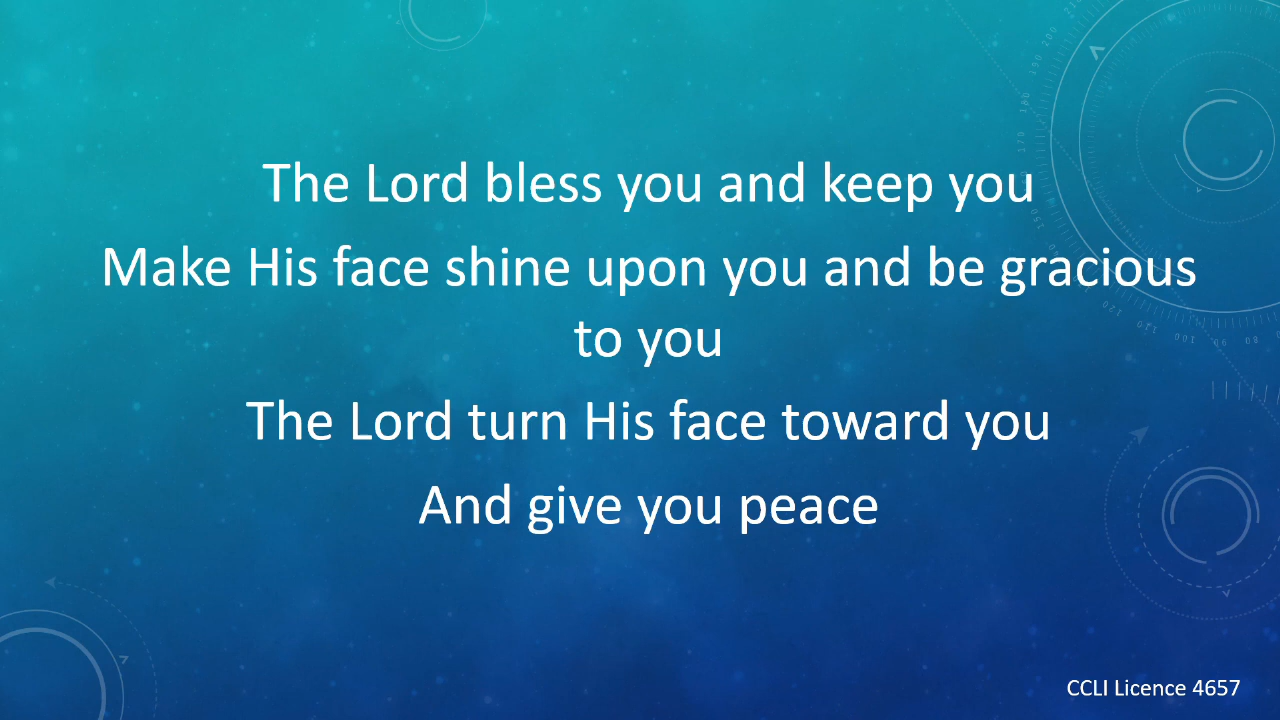 The Lord bless you and keep you
Make His face shine upon you and be gracious
to you
The Lord turn His face toward you
And give you peace
CCLI Licence 4657